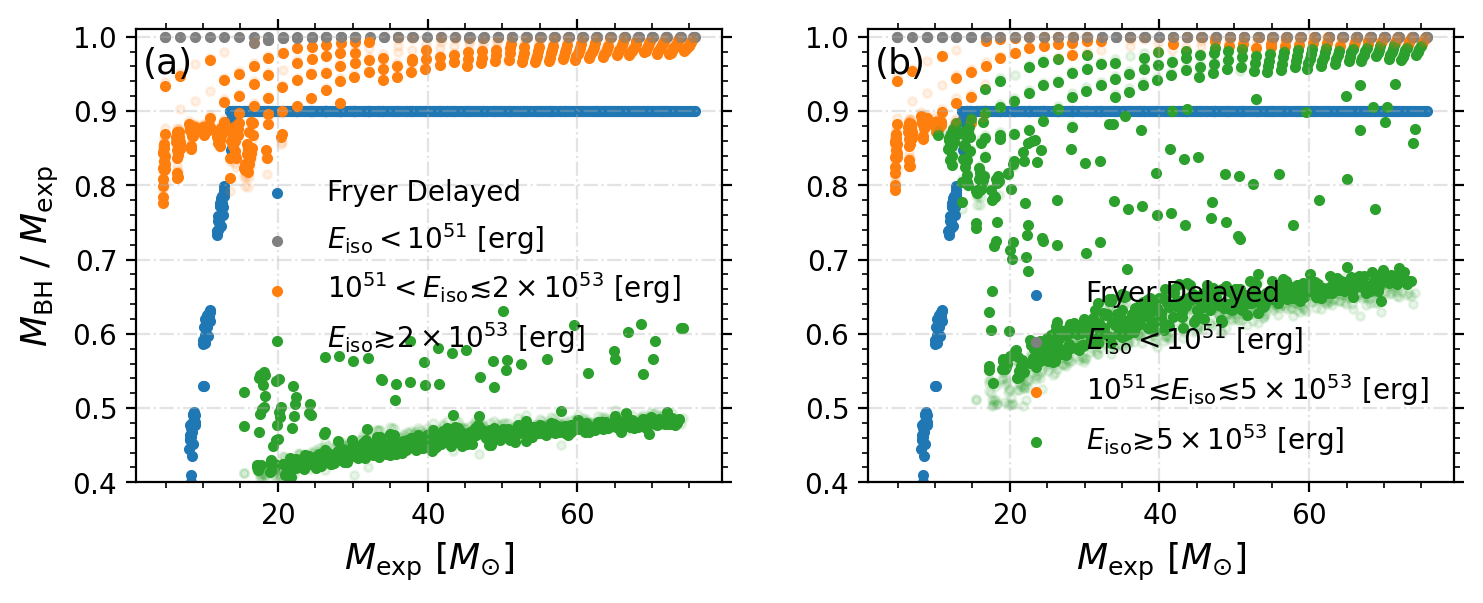 (a)
1.0
0.9
0.8
0.7
0.6
0.5
0.4
20 40 60
M_BH / M_exp
M_exp [M_⊙]
Fryer Delayed
E_iso < 10^51 [erg]
10^51 < E_iso ≲ 2 × 10^53 [erg]
E_iso ≳ 2 × 10^53 [erg]
(b)
1.0
0.9
0.8
0.7
0.6
0.5
0.4
20 40 60
M_exp [M_⊙]
Fryer Delayed
E_iso < 10^51 [erg]
10^51 ≲ E_iso ≲ 5 × 10^53 [erg]
E_iso ≳ 5 × 10^53 [erg]